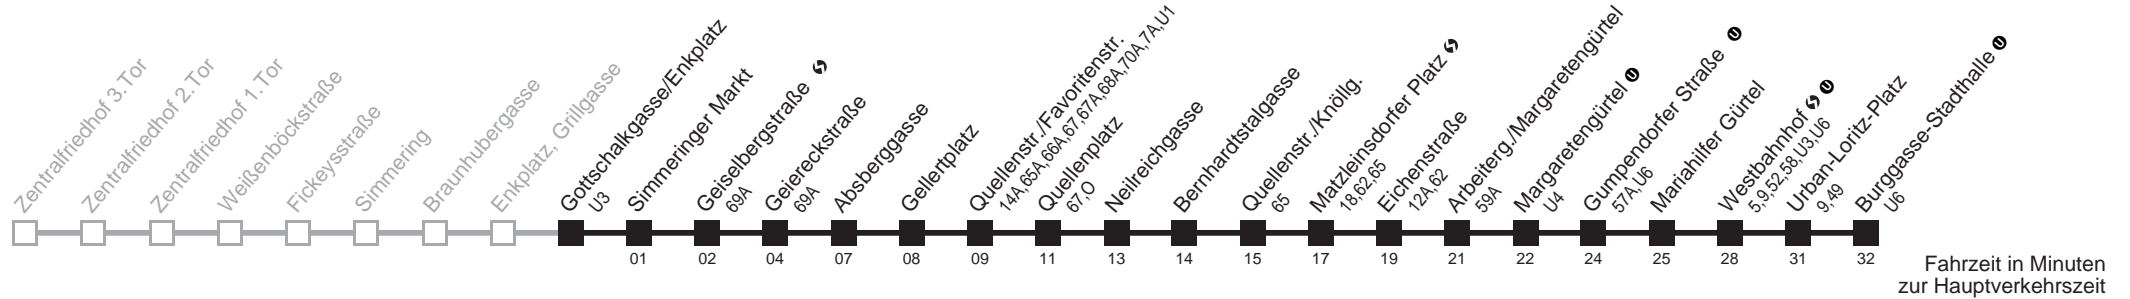 Zentralfriedhof 3.Tor
Zentralfriedhof 2.Tor
Zentralfriedhof 1.Tor
Weißenböckstraße
Fickeysstraße
Simmering
Braunhubergasse
Enkplatz, Grillgasse
Gottschalkgasse/Enkplatz
U3
Simmeringer Markt
Geiselbergstraße
69A
Geiereckstraße
69A
Absberggasse
Gellertplatz
Quellenstr./Favoritenstr.
14A,65A,66A,67,67A,68A,70A,7A,U1
Quellenplatz
67,O
Neilreichgasse
Bernhardtstalgasse
Quellenstr./Knöllg.
65
Matzleinsdorfer Platz
18,62,65
Eichenstraße
12A,62
Arbeiterg./Margaretengürtel
59A
Margaretengürtel U
U4
Gumpendorfer Straße U
57A,U6
Mariahilfer Gürtel
Westbahnhof U
5,9,52,58,U3,U6
Urban-Loritz-Platz
9,49
Burggasse-Stadthalle U
U6
01 02 04 07 08 09 11 13 14 15 17 19 21 22 24 25 28 31 32
Fahrzeit in Minuten
zur Hauptverkehrszeit